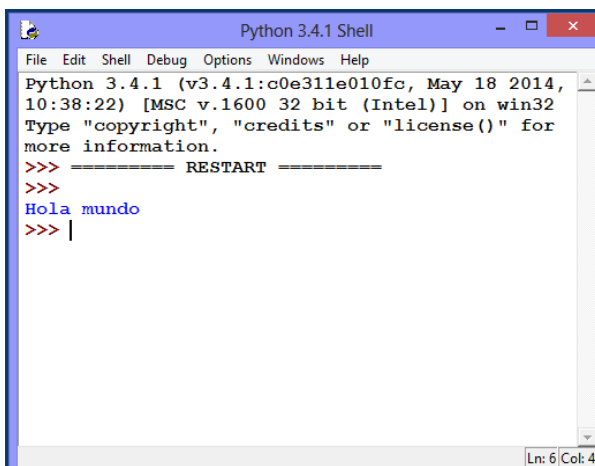 Python 3.4.1 Shell
File Edit Shell Debug Options Windows Help
Python 3.4.1 (v3.4.1:c0e311e010fc, May 18 2014,
10:38:22) [MSC v.1600 32 bit (Intel)] on win32
Type "copyright", "credits" or "license()" for
more information.
>>> ========= RESTART =========
>>>
Hola mundo
>>>
Ln: 6 Col: 4